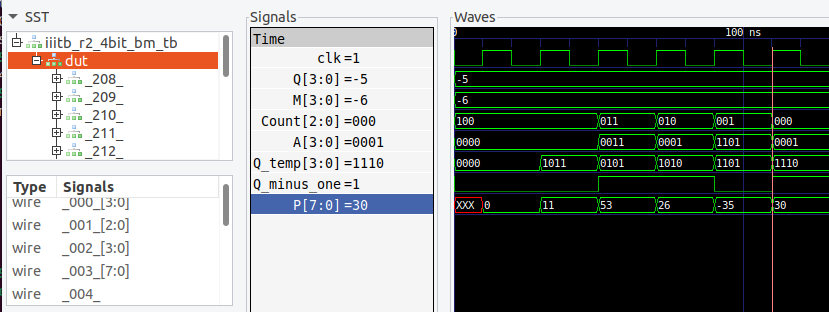 SST
iiitb_r2_4bit_bm_tb
dut
_208_
_209_
_210_
_211_
_212_
Type Signals
wire _000_[3:0]
wire _001_[2:0]
wire _002_[3:0]
wire _003_[7:0]
wire _004_
Signals
Time
clk=1
Q[3:0]=-5
M[3:0]=-6
Count[2:0]=000
A[3:0]=0001
Q_temp[3:0]=1110
Q_minus_one=1
P[7:0]=30
Waves
0 100 ns
-5
-6
100 011 010 001 000
0000 0011 0001 1101 0001
0000 1011 0101 1010 1101 1110
XXX 0 11 53 26 -35 30